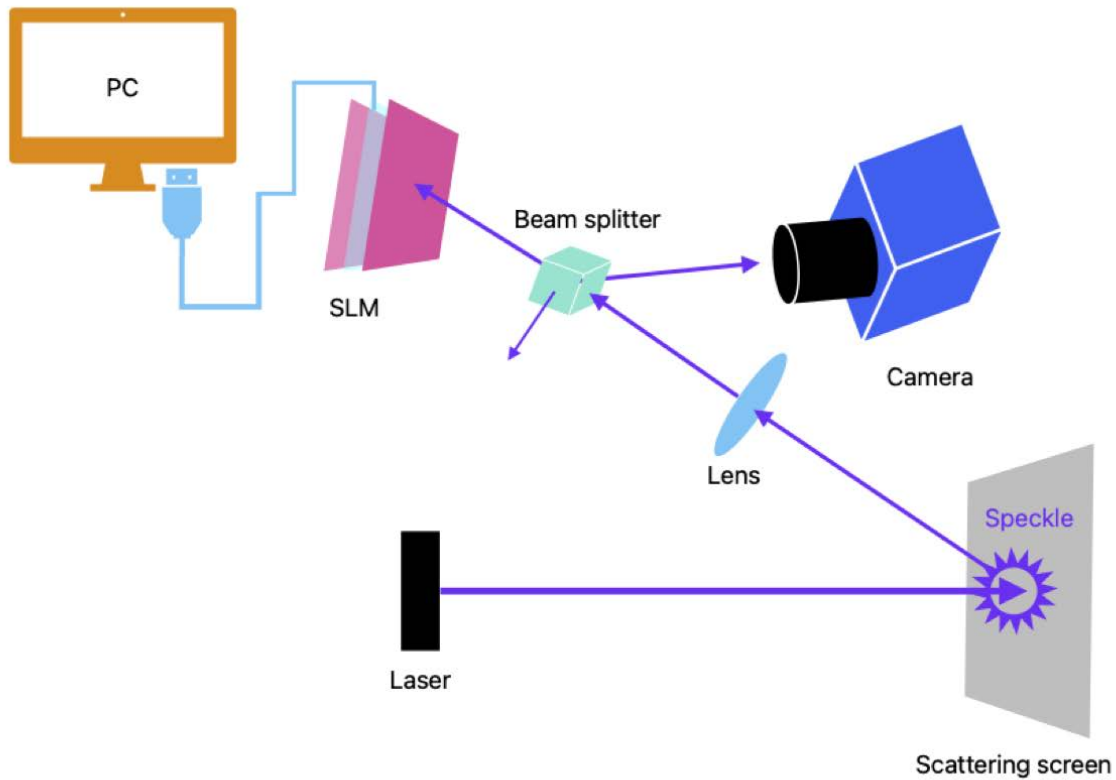 PC
Beam splitter
SLM
Camera
Lens
Speckle
Laser
Scattering screen